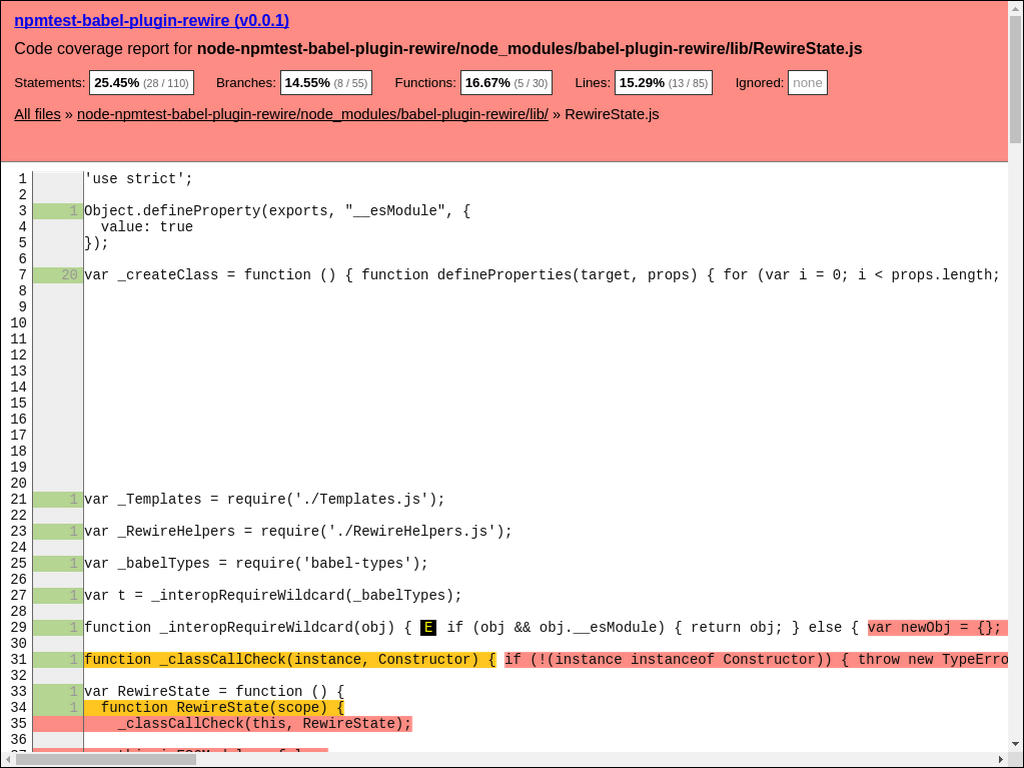 npmtest-babel-plugin-rewire (v0.0.1)
Code coverage report for node-npmtest-babel-plugin-rewire/node_modules/babel-plugin-rewire/lib/RewireState.js
Statements: 25.45% (28 / 110) Branches: 14.55% (8 / 55) Functions: 16.67% (5 / 30) Lines: 15.29% (13 / 85) Ignored: none
All files » node-npmtest-babel-plugin-rewire/node_modules/babel-plugin-rewire/lib/ » RewireState.js
1 'use strict';
2
3 1 Object.defineProperty(exports, "__esModule", {
4 value: true
5 });
6
7 20 var _createClass = function () { function defineProperties(target, props) { for (var i = 0; i < props.length;
8
9
10
11
12
13
14
15
16
17
18
19
20
21 1 var _Templates = require('./Templates.js');
22
23 1 var _RewireHelpers = require('./RewireHelpers.js');
24
25 1 var _babelTypes = require('babel-types');
26
27 1 var t = _interopRequireWildcard(_babelTypes);
28
29 1 function _interopRequireWildcard(obj) { E if (obj && obj.__esModule) { return obj; } else { var newObj = {};
30
31 1 function _classCallCheck(instance, Constructor) { if (!(instance instanceof Constructor)) { throw new TypeErro
32
33 1 var RewireState = function () {
34 1 function RewireState(scope) {
35 _classCallCheck(this, RewireState);
36